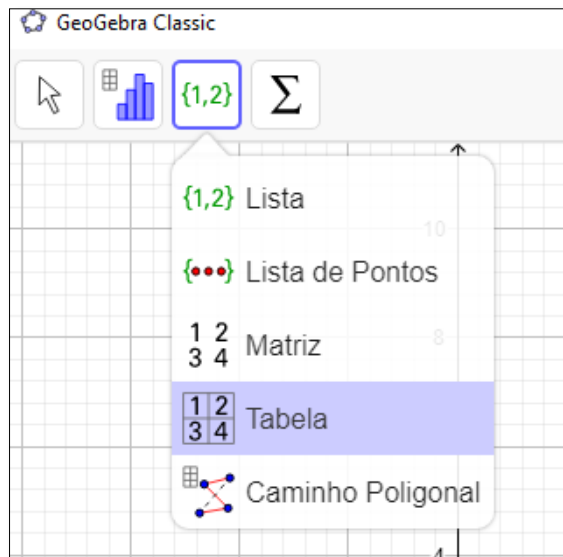 GeoGebra Classic
{1,2} Σ
{1,2} Lista
10
Lista de Pontos
1 2
3 4
Matriz
8
1 2
3 4
Tabela
Caminho Poligonal
4